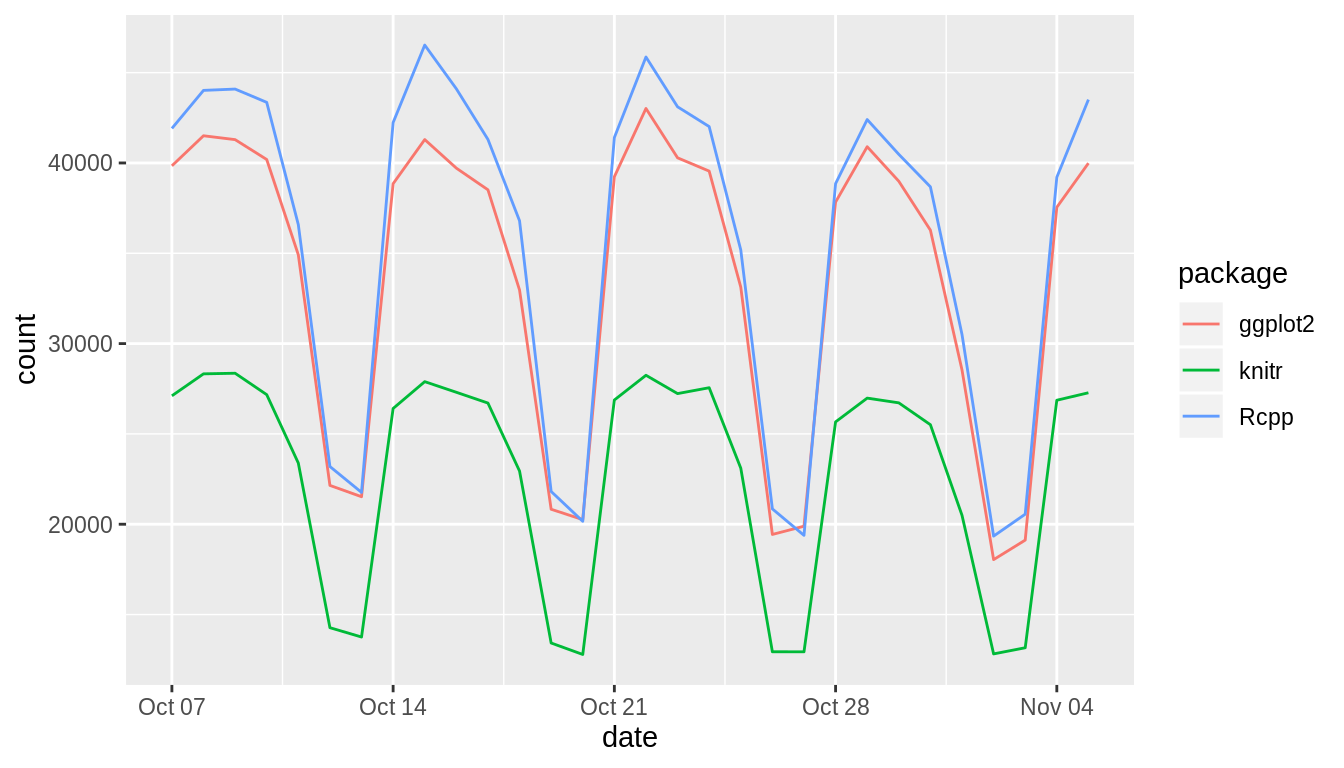 count
40000
30000
20000
Oct 07
Oct 14
Oct 21
Oct 28
Nov 04
date
package
ggplot2
knitr
Rcpp